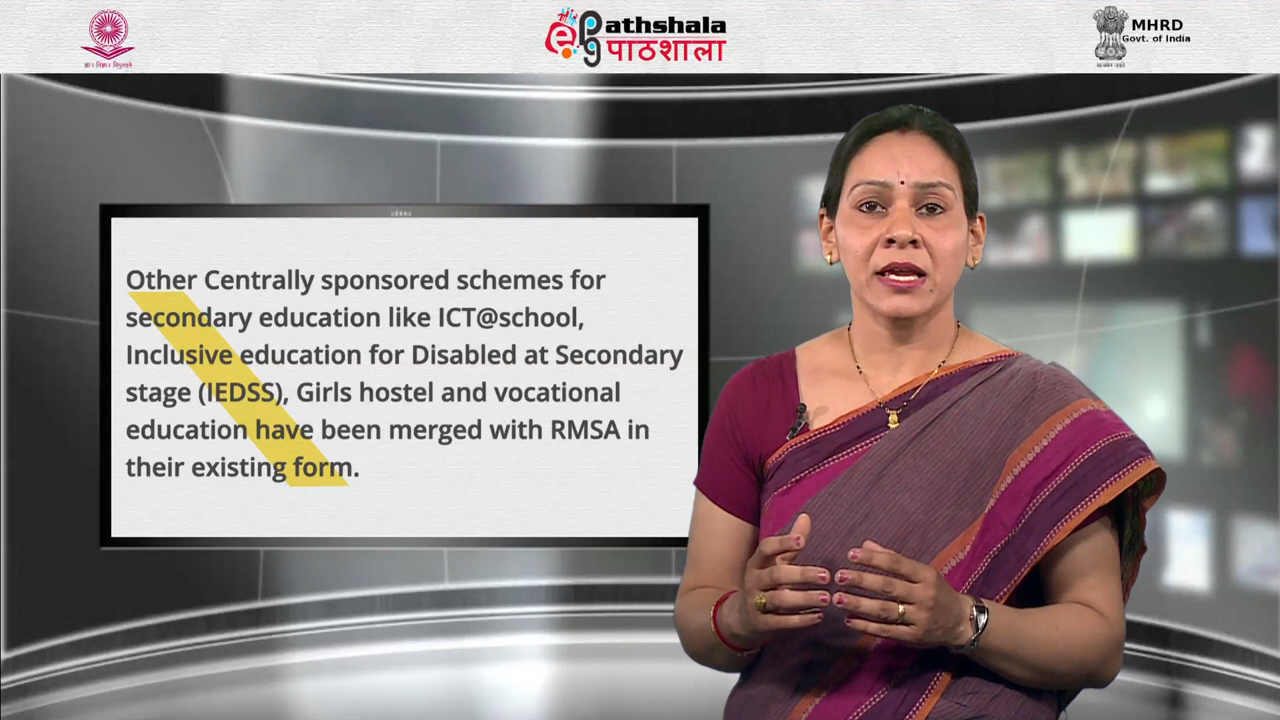 ePathshala
पाठशाला
MHRD
Govt. of India
Other Centrally sponsored schemes for
secondary education like ICT@school,
Inclusive education for Disabled at Secondary
stage (IEDSS), Girls hostel and vocational
education have been merged with RMSA in
their existing form.